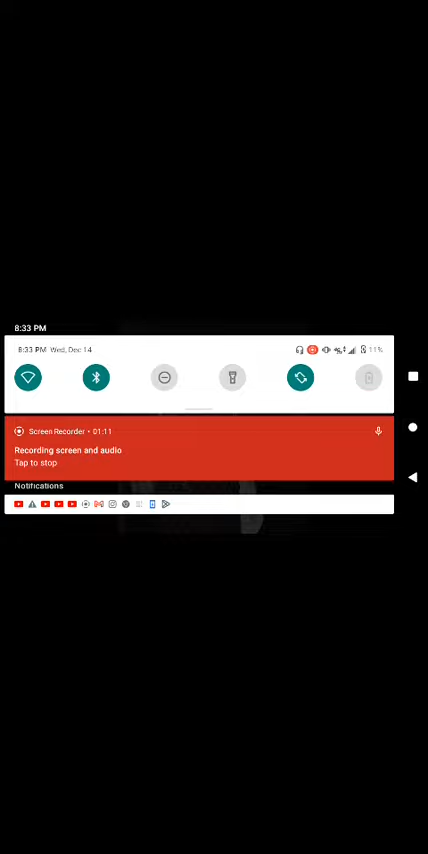 8:33 PM
8:33 PM Wed, Dec 14 11%
Screen Recorder • 01:11
Recording screen and audio
Tap to stop
Notifications